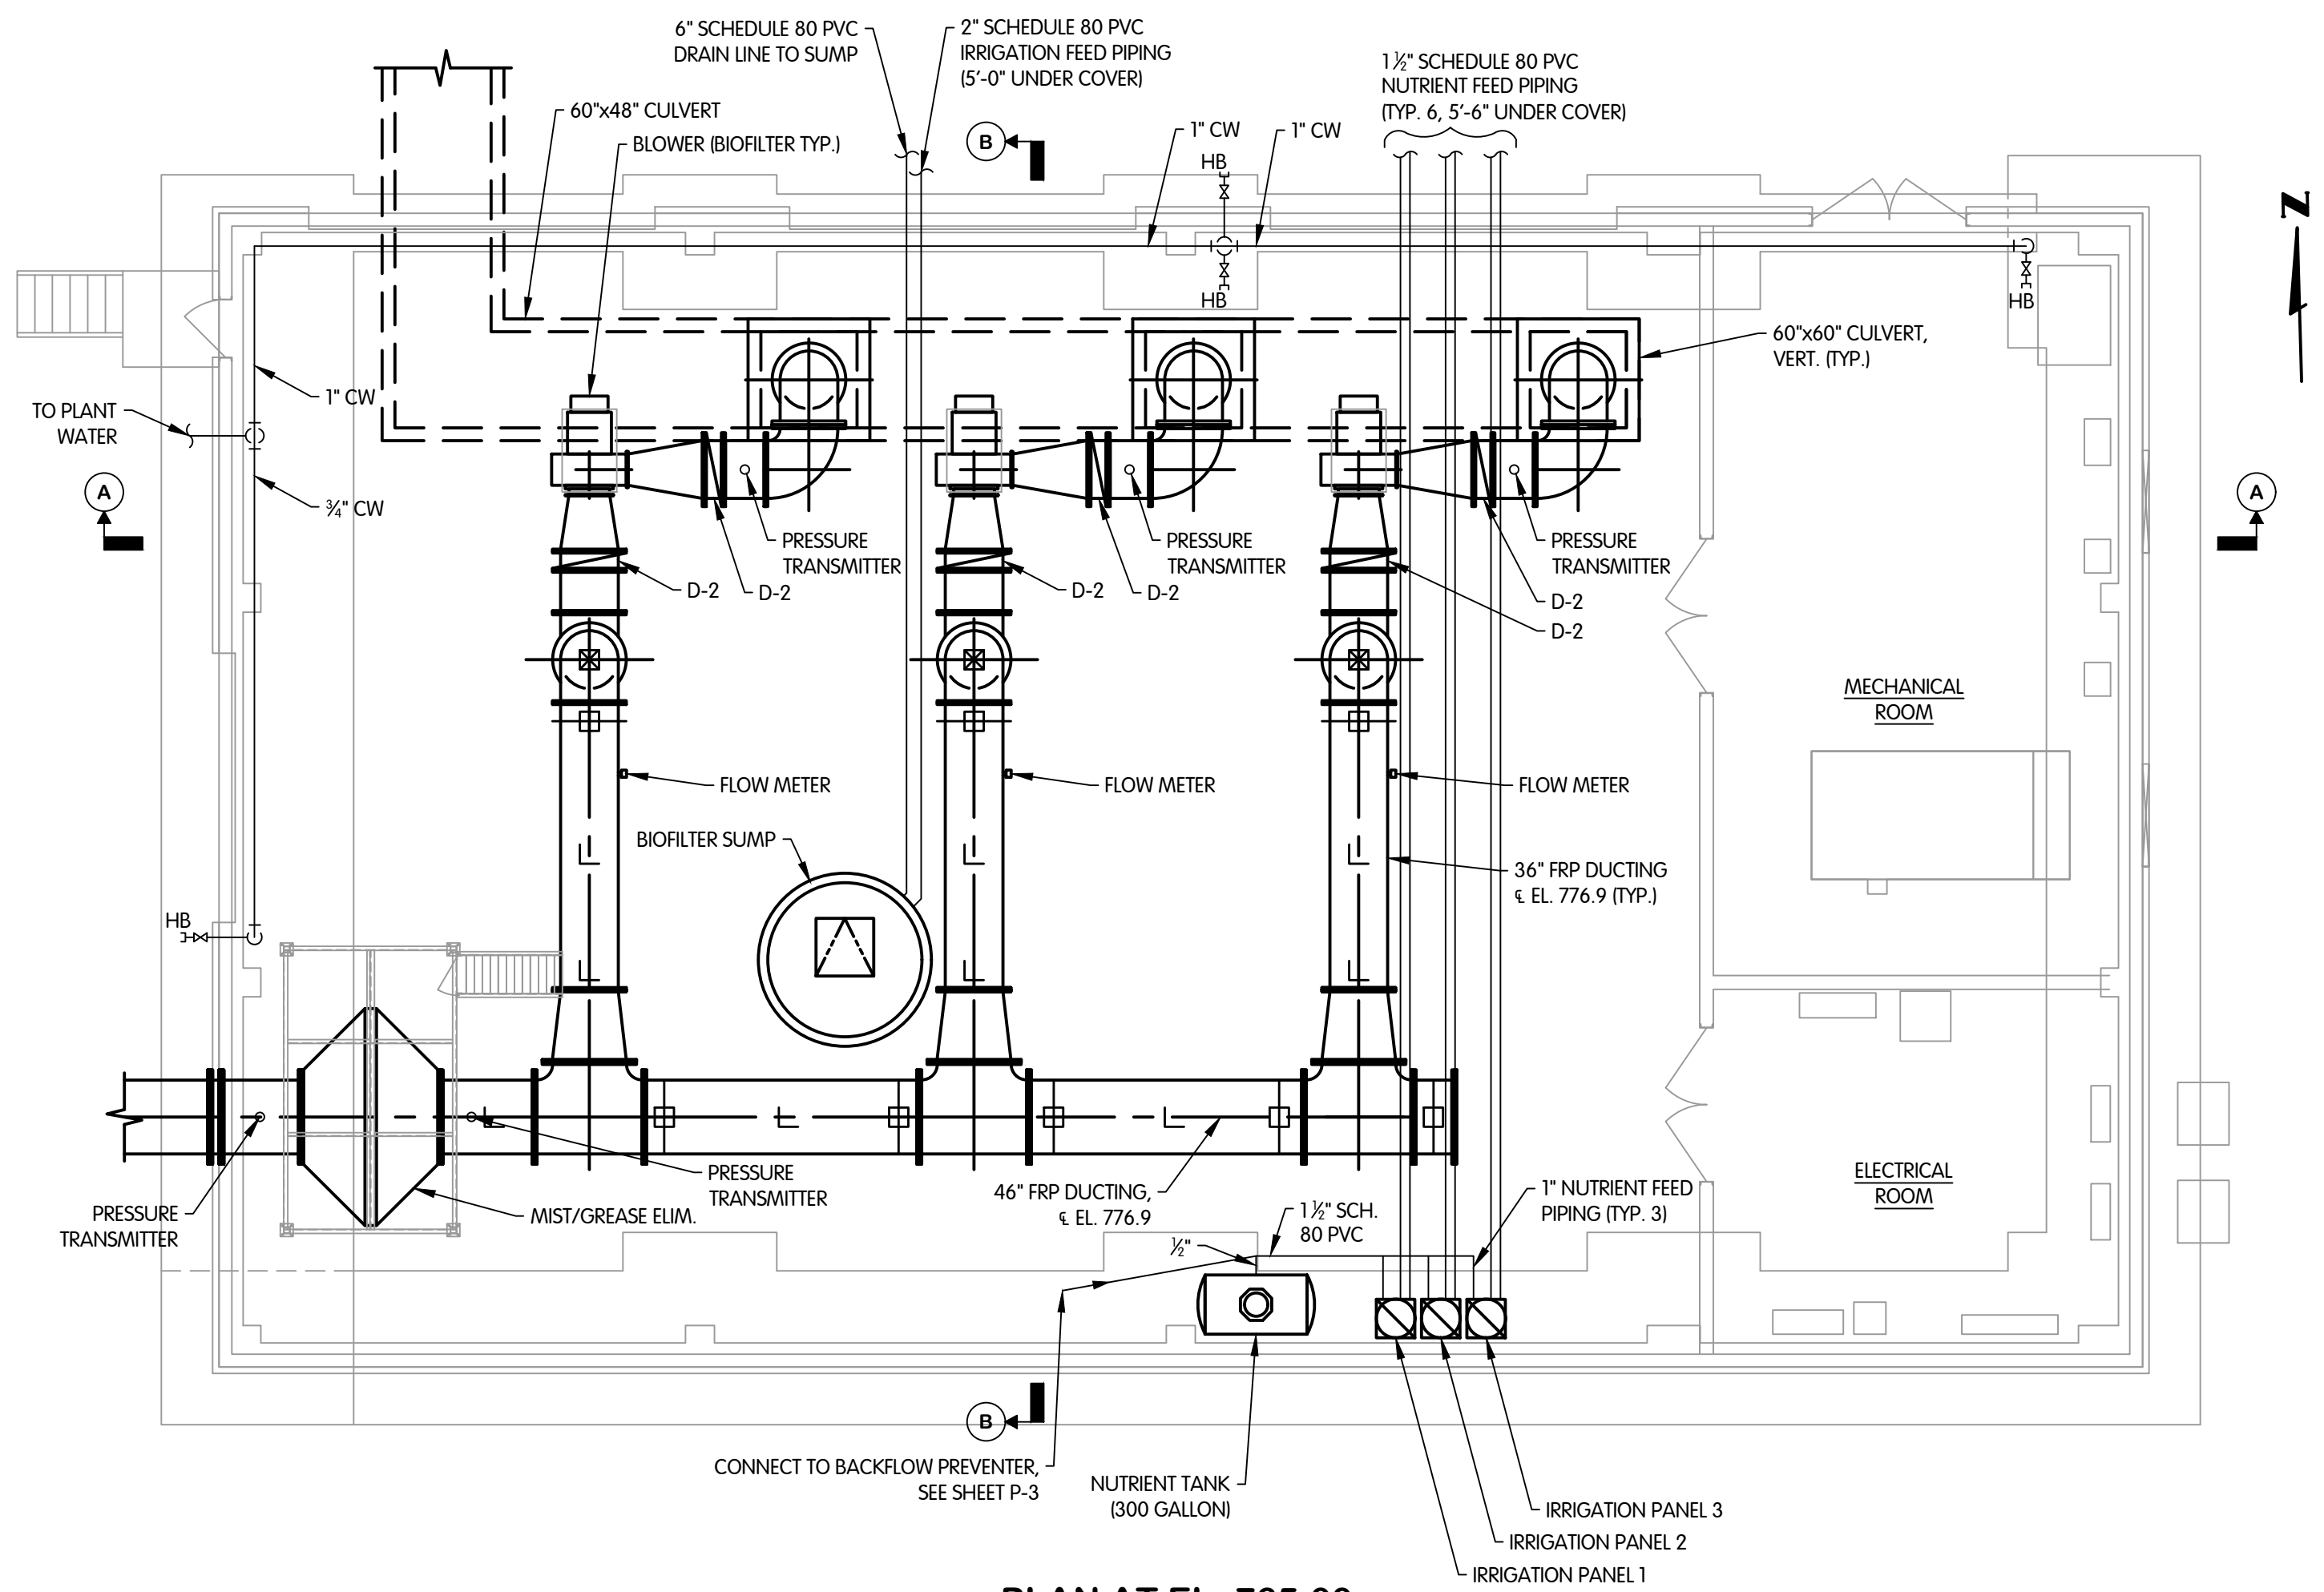 6" SCHEDULE 80 PVC
DRAIN LINE TO SUMP
2" SCHEDULE 80 PVC
IRRIGATION FEED PIPING
(5'-0" UNDER COVER)
1½" SCHEDULE 80 PVC
NUTRIENT FEED PIPING
(TYP. 6, 5'-6" UNDER COVER)
60"x48" CULVERT
BLOWER (BIOFILTER TYP.)
B
1" CW
1" CW
HB
HB
HB
N
60"x60" CULVERT,
VERT. (TYP.)
1" CW
TO PLANT
WATER
¾" CW
A
A
PRESSURE
TRANSMITTER
D-2
D-2
PRESSURE
TRANSMITTER
D-2
D-2
PRESSURE
TRANSMITTER
D-2
D-2
MECHANICAL
ROOM
FLOW METER
FLOW METER
FLOW METER
BIOFILTER SUMP
36" FRP DUCTING
℄ EL. 776.9 (TYP.)
HB
PRESSURE
TRANSMITTER
PRESSURE
TRANSMITTER
MIST/GREASE ELIM.
46" FRP DUCTING,
℄ EL. 776.9
1½" SCH.
80 PVC
½"
1" NUTRIENT FEED
PIPING (TYP. 3)
ELECTRICAL
ROOM
B
CONNECT TO BACKFLOW PREVENTER,
SEE SHEET P-3
NUTRIENT TANK
(300 GALLON)
IRRIGATION PANEL 3
IRRIGATION PANEL 2
IRRIGATION PANEL 1
PLAN AT EL.